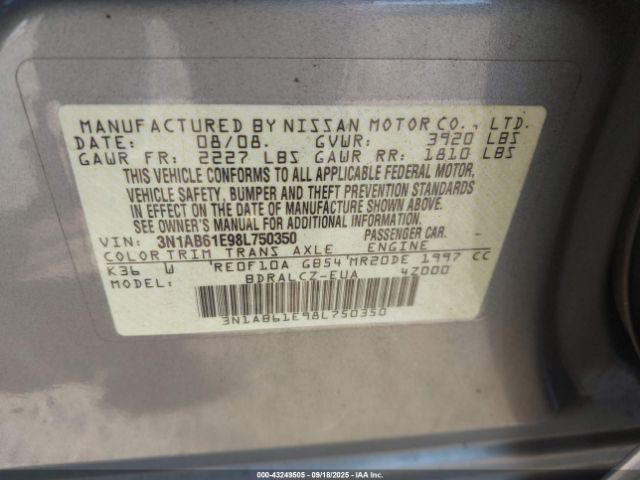 MANUFACTURED BY NISSAN MOTOR CO., LTD.
DATE: 08/08. GVWR: 3920 LBS
GAWR FR: 2227 LBS GAWR RR: 1810 LBS
THIS VEHICLE CONFORMS TO ALL APPLICABLE FEDERAL MOTOR
VEHICLE SAFETY, BUMPER AND THEFT PREVENTION STANDARDS
IN EFFECT ON THE DATE OF MANUFACTURE SHOWN ABOVE.
SEE OWNER'S MANUAL FOR ADDITIONAL INFORMATION
VIN: 3N1AB61E98L750350 PASSENGER CAR. -
COLOR TRIM TRANS AXLE ENGINE
K36 W 'RE0F10A GB54'MR20DE 1997 CC
MODEL: BDRALCZ-EUA 4Z000
3N1AB61E98L750350
000-43249505 - 09/18/2025 - IAA Inc.